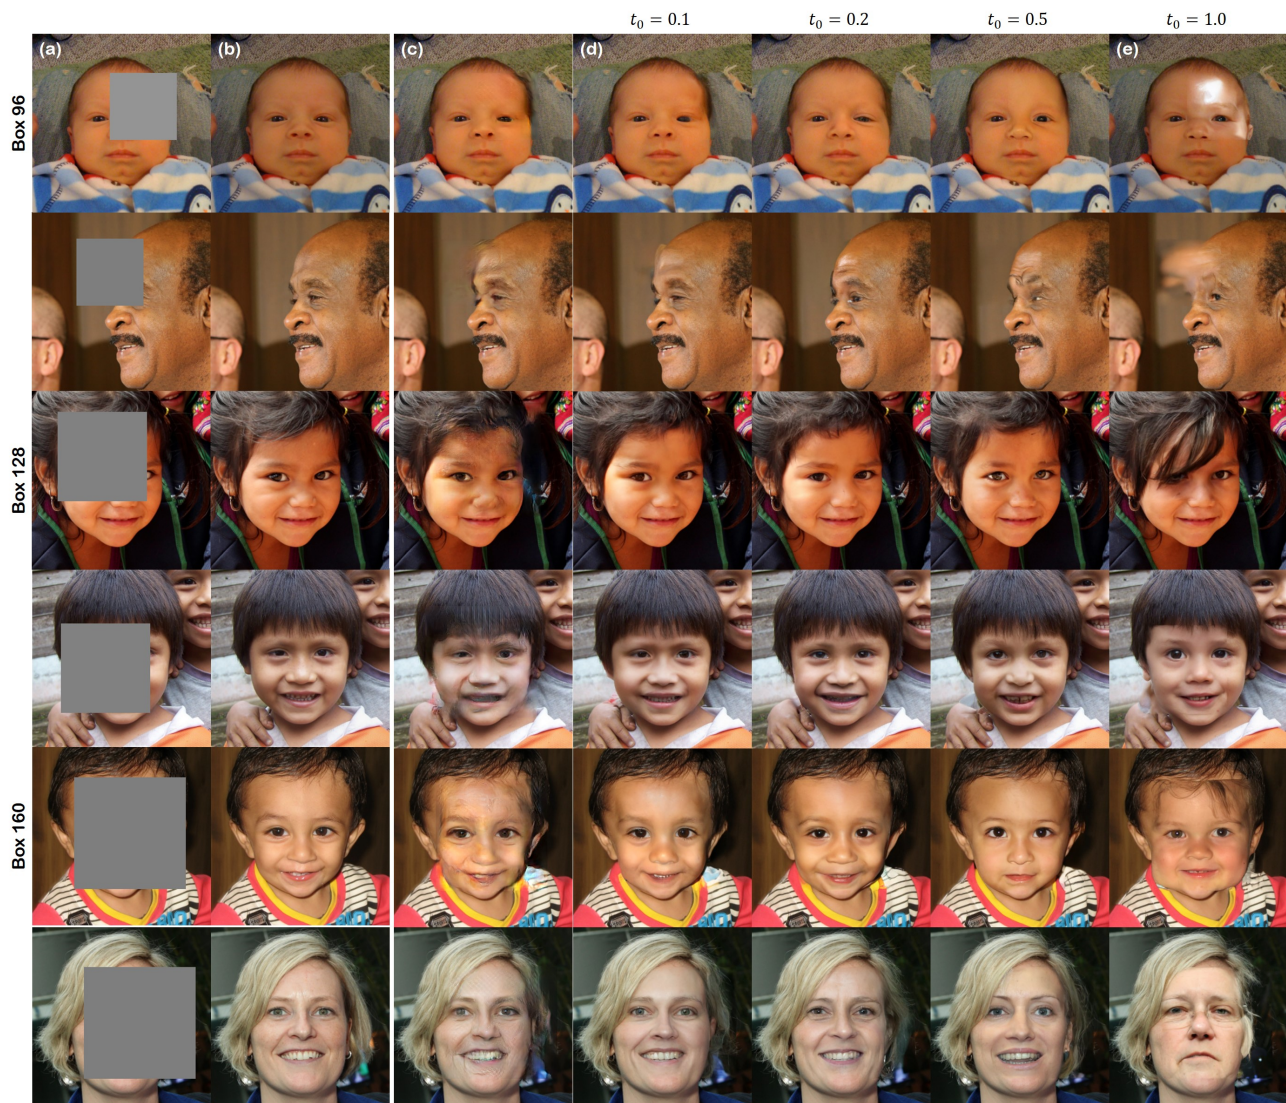 t₀ = 0.1 t₀ = 0.2 t₀ = 0.5 t₀ = 1.0
(a) (b) (c) (d) (e)
Box 96
Box 128
Box 160